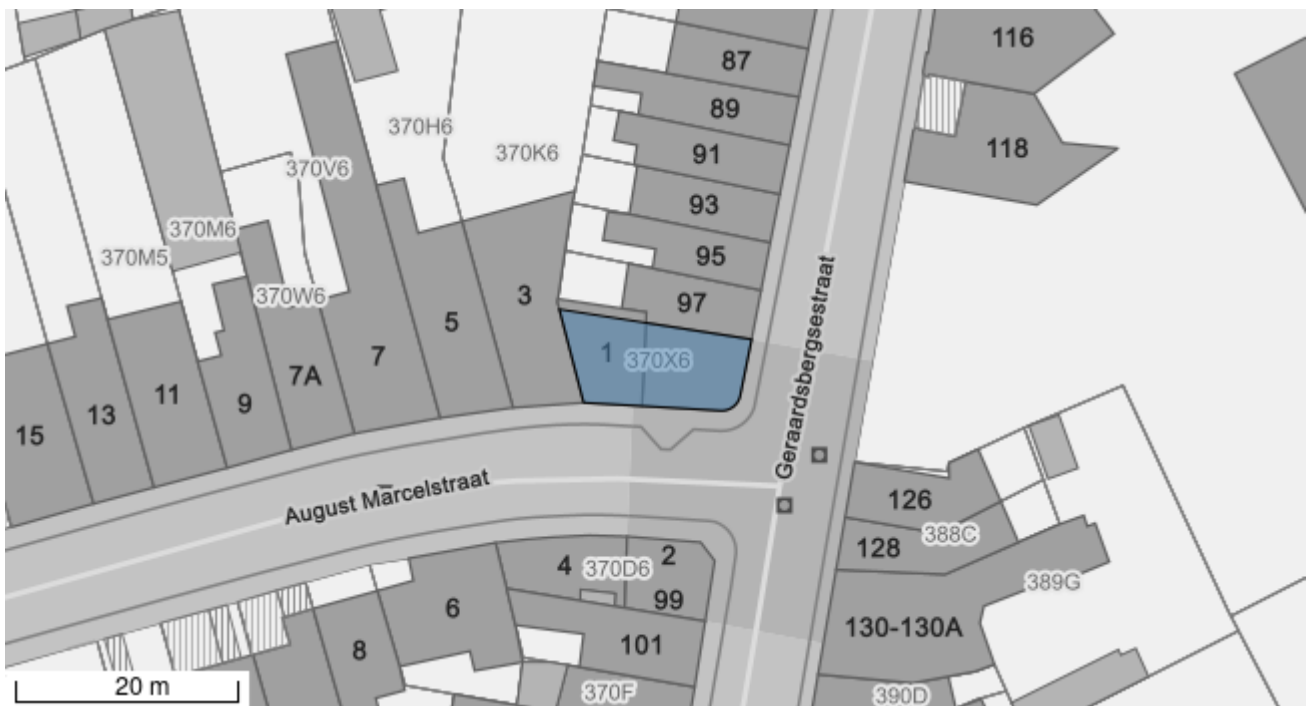 116
87
89
118
370H6
91
370K6
370V6
93
370M6
95
370M5
370W6
3
97
5
1
370X6
7
7A
9
11
13
15
Geraardsbergsestraat
August Marcelstraat
126
128
388C
4
370D6
2
99
389G
6
101
130-130A
8
20 m
370F
390D